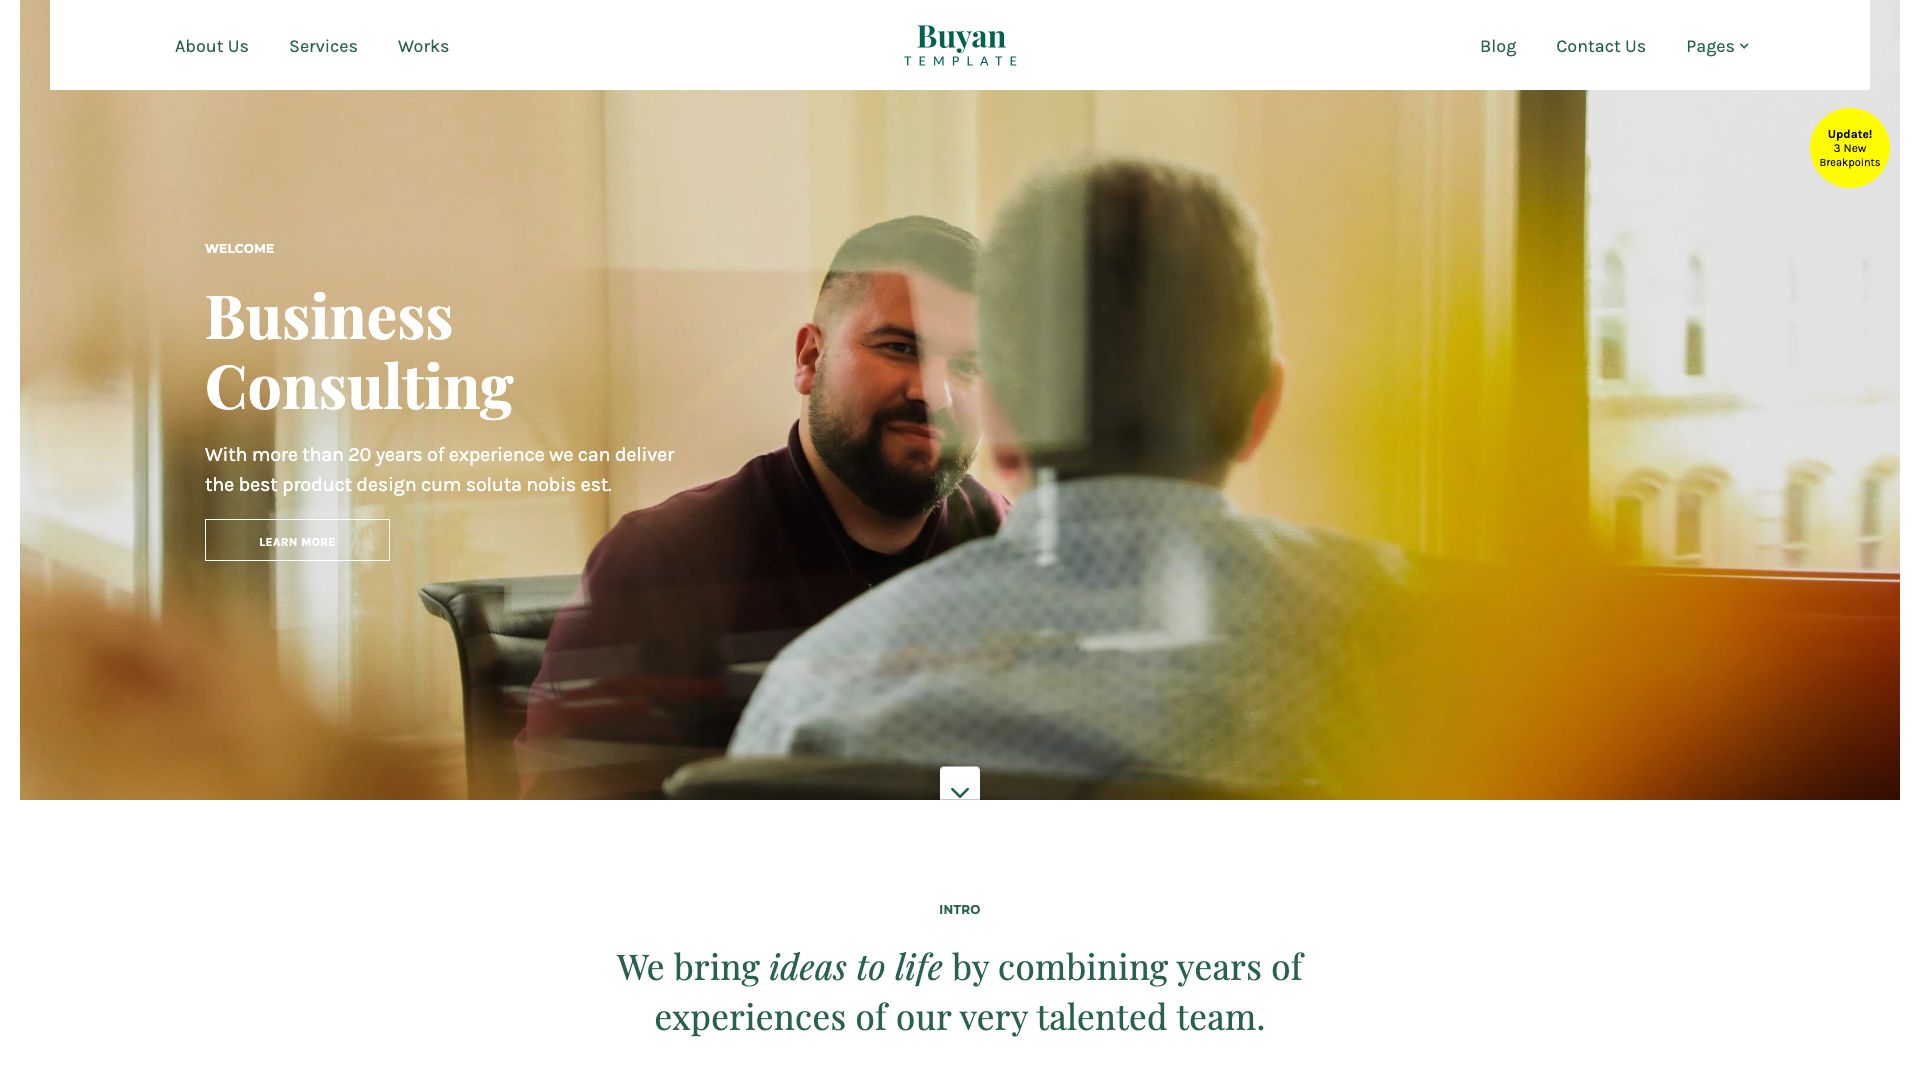 About Us
Services
Works
Buyan
TEMPLATE
Blog
Contact Us
Pages
Update!
3 New
Breakpoints
WELCOME
Business
Consulting
With more than 20 years of experience we can deliver
the best product design cum soluta nobis est.
LEARN MORE
INTRO
We bring ideas to life by combining years of
experiences of our very talented team.